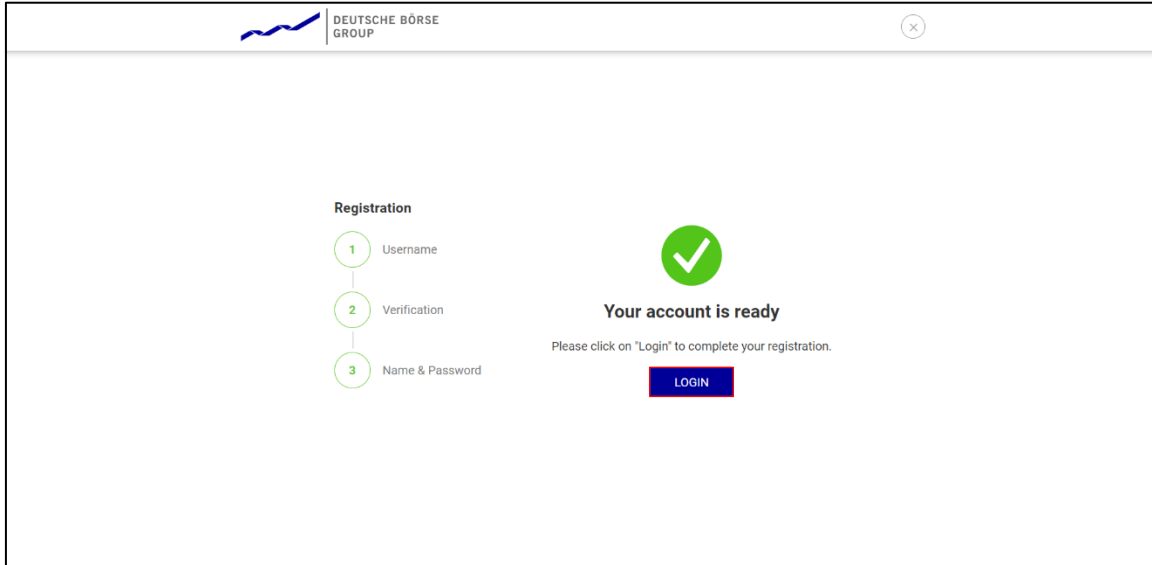 DEUTSCHE BÖRSE
GROUP
Registration
1 Username
2 Verification
3 Name & Password
Your account is ready
Please click on "Login" to complete your registration.
LOGIN